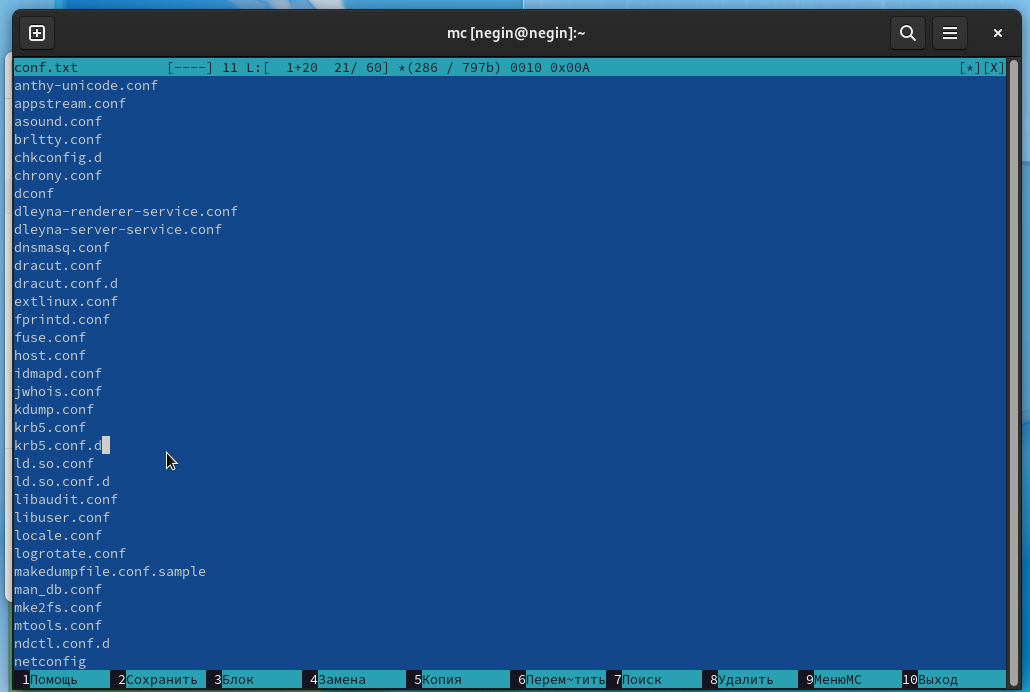 mc [negin@negin]:~
conf.txt [----] 11 L:[ 1+20 21/ 60] *(286 / 797b) 0010 0x00A [*][X]
anthy-unicode.conf
appstream.conf
asound.conf
brltty.conf
chkconfig.d
chrony.conf
dconf
dleyna-renderer-service.conf
dleyna-server-service.conf
dnsmasq.conf
dracut.conf
dracut.conf.d
extlinux.conf
fprintd.conf
fuse.conf
host.conf
idmapd.conf
jwhois.conf
kdump.conf
krb5.conf
krb5.conf.d
ld.so.conf
ld.so.conf.d
libaudit.conf
libuser.conf
locale.conf
logrotate.conf
makedumpfile.conf.sample
man_db.conf
mke2fs.conf
mtools.conf
ndctl.conf.d
netconfig
1Помощь 2Сохранить 3Блок 4Замена 5Копия 6Перем~тить 7Поиск 8Удалить 9МенюMC 10Выход